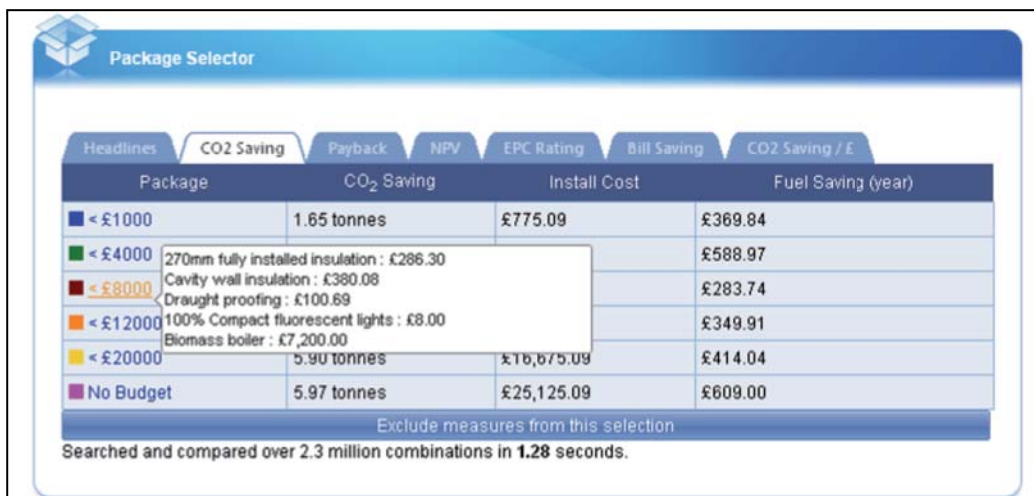 Package Selector
Headlines CO2 Saving Payback NPV EPC Rating Bill Saving CO2 Saving / £
Package CO₂ Saving Install Cost Fuel Saving (year)
< £1000 1.65 tonnes £775.09 £369.84
< £4000 £588.97
< £8000 £283.74
< £12000 £349.91
< £20000 5.90 tonnes £16,675.09 £414.04
No Budget 5.97 tonnes £25,125.09 £609.00
270mm fully installed insulation : £286.30
Cavity wall insulation : £380.08
Draught proofing : £100.69
100% Compact fluorescent lights : £8.00
Biomass boiler : £7,200.00
Exclude measures from this selection
Searched and compared over 2.3 million combinations in 1.28 seconds.